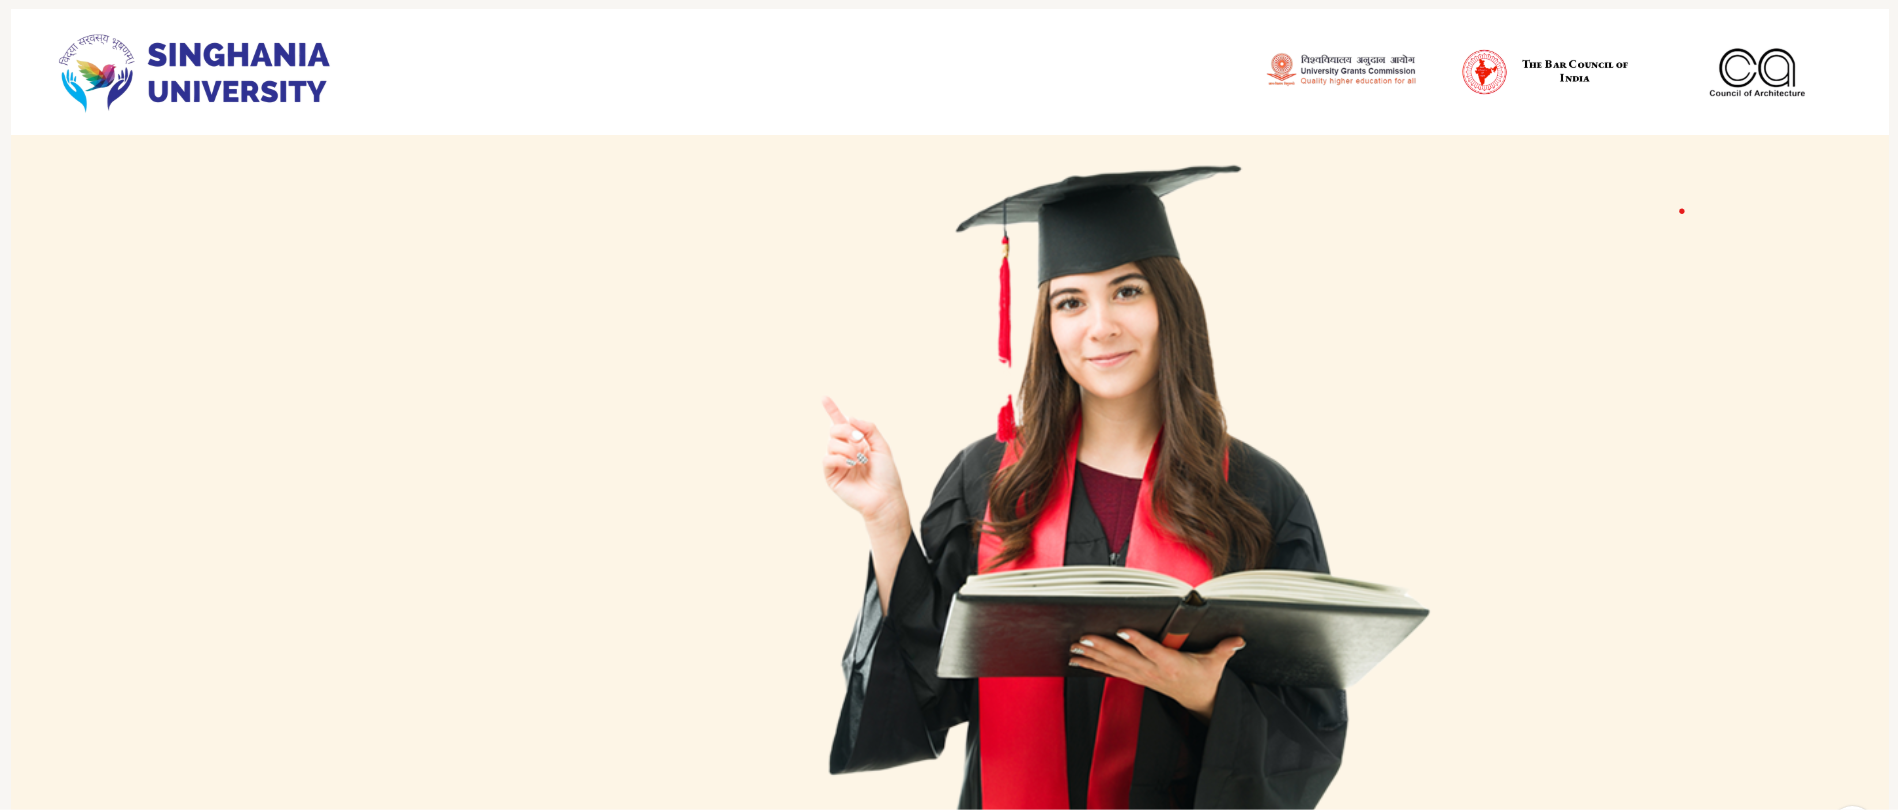 विद्या सर्वस्य भूषणम्
SINGHANIA
UNIVERSITY
विश्वविद्यालय अनुदान आयोग
University Grants Commission
Quality higher education for all
THE BAR COUNCIL OF
INDIA
ca
Council of Architecture